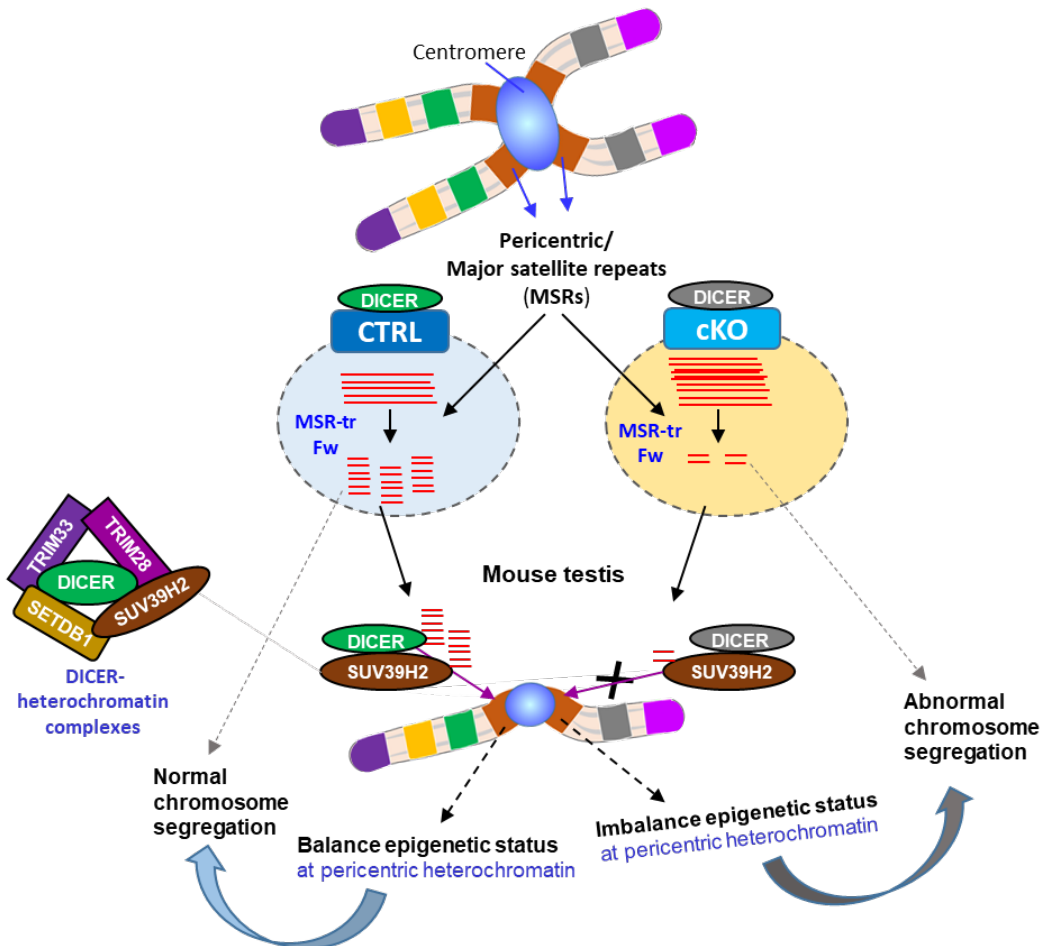 Centromere
Pericentric/
Major satellite repeats
(MSRs)
DICER
CTRL
DICER
cKO
MSR-tr
Fw
MSR-tr
Fw
TRIM33
TRIM28
DICER
SUV39H2
SETDB1
DICER-
heterochromatin
complexes
Mouse testis
DICER
SUV39H2
DICER
SUV39H2
Abnormal
chromosome
segregation
Normal
chromosome
segregation
Balance epigenetic status
at pericentric heterochromatin
Imbalance epigenetic status
at pericentric heterochromatin